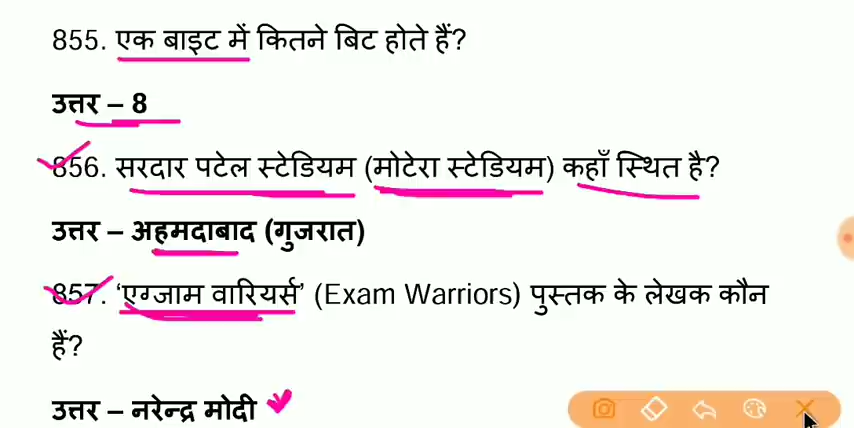 855. एक बाइट में कितने बिट होते हैं?
उत्तर – 8
856. सरदार पटेल स्टेडियम (मोटेरा स्टेडियम) कहाँ स्थित है?
उत्तर – अहमदाबाद (गुजरात)
857. ‘एग्जाम वारियर्स’ (Exam Warriors) पुस्तक के लेखक कौन
हैं?
उत्तर – नरेन्द्र मोदी